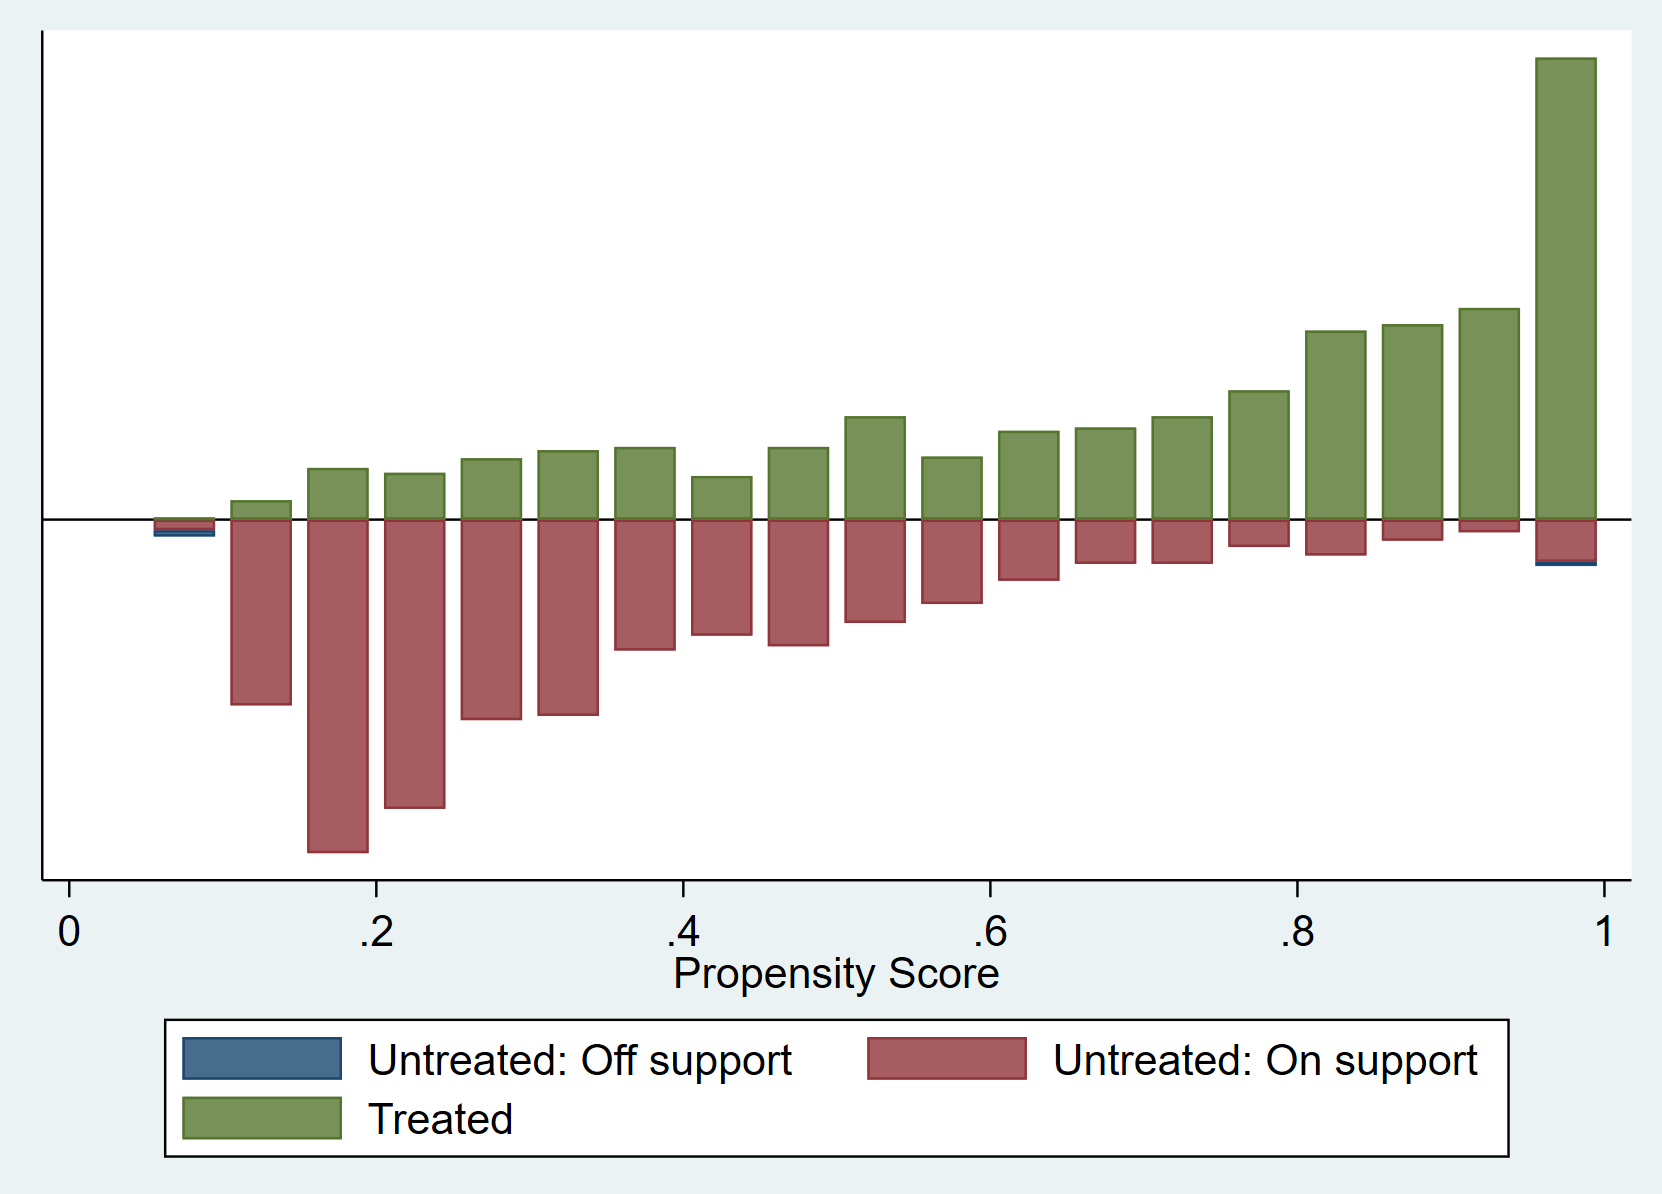 0 .2 .4 .6 .8 1
Propensity Score
Untreated: Off support Untreated: On support
Treated